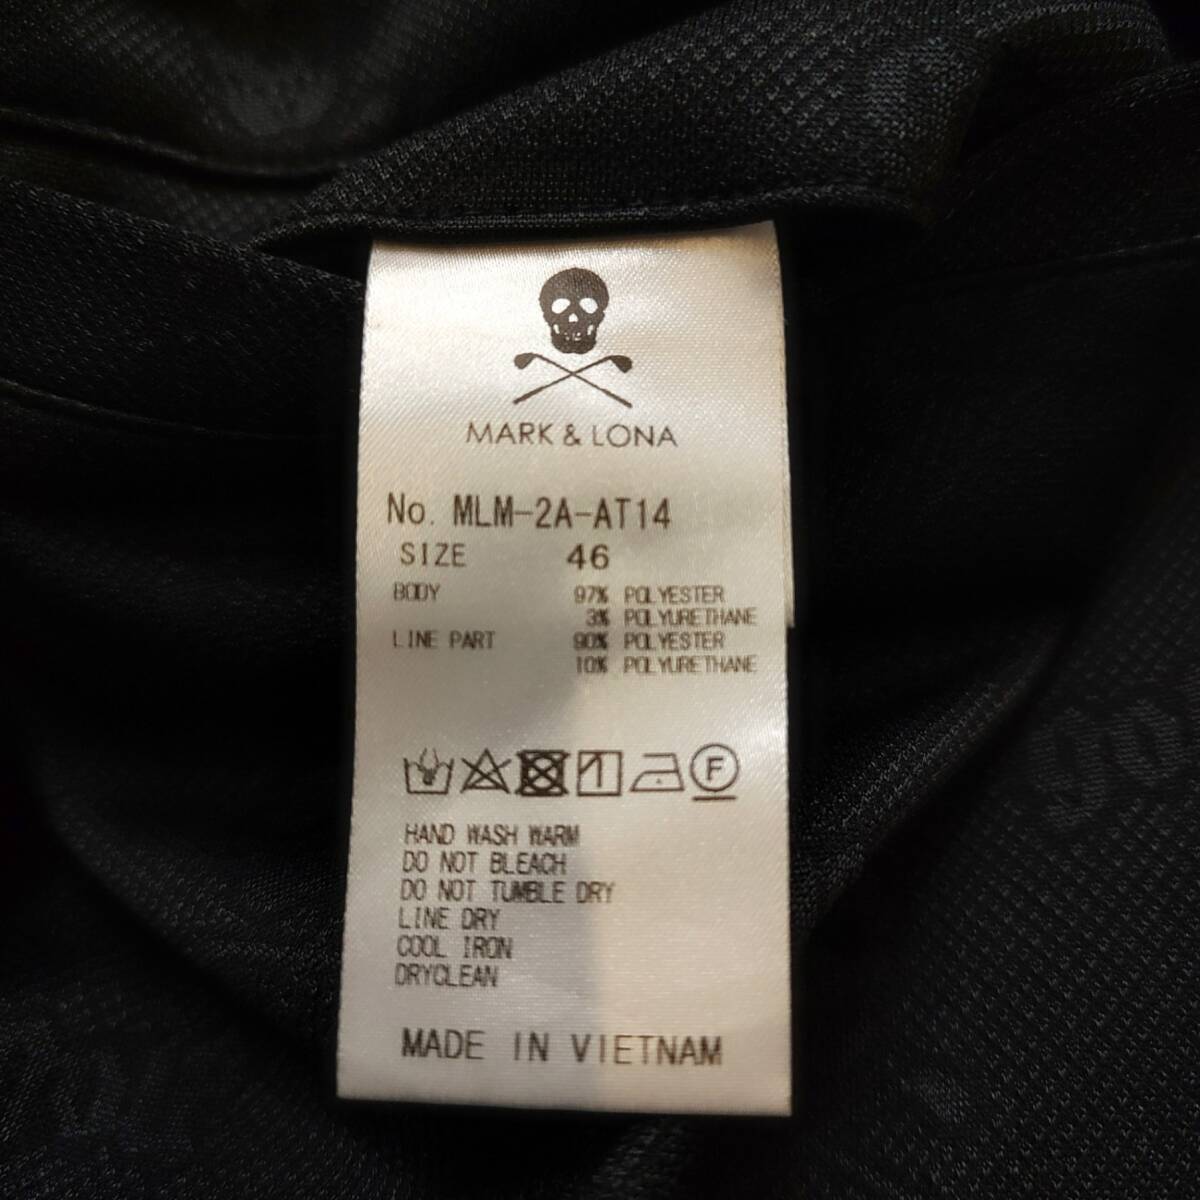 MARK & LONA
No. MLM-2A-AT14
SIZE 46
BODY 97% POLYESTER
3% POLYURETHANE
LINE PART 90% POLYESTER
10% POLYURETHANE
F
HAND WASH WARM
DO NOT BLEACH
DO NOT TUMBLE DRY
LINE DRY
COOL IRON
DRYCLEAN
MADE IN VIETNAM